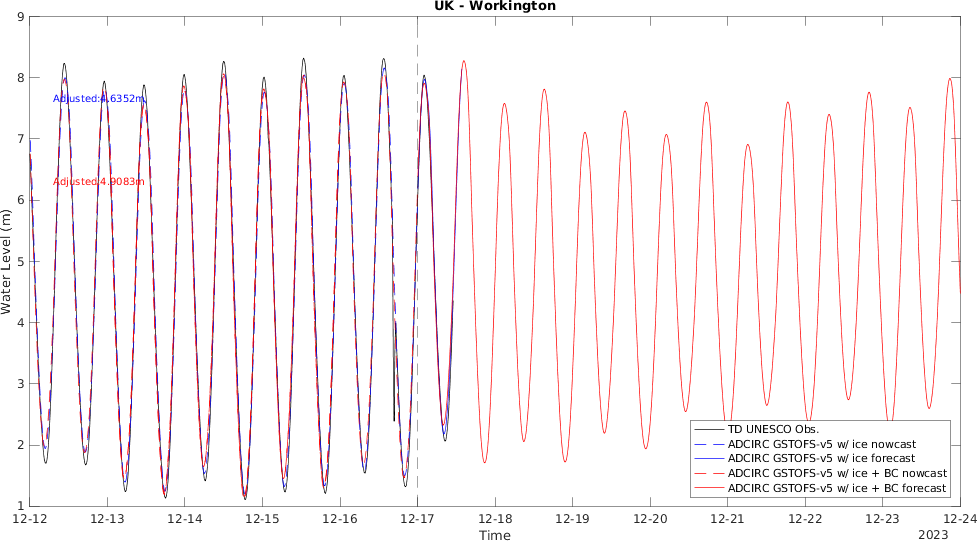 UK - Workington
9
8
7
6
5
4
3
2
1
Water Level (m)
Adjusted:4.6352m
Adjusted:4.9083m
TD UNESCO Obs.
ADCIRC GSTOFS-v5 w/ ice nowcast
ADCIRC GSTOFS-v5 w/ ice forecast
ADCIRC GSTOFS-v5 w/ ice + BC nowcast
ADCIRC GSTOFS-v5 w/ ice + BC forecast
12-12 12-13 12-14 12-15 12-16 12-17 12-18 12-19 12-20 12-21 12-22 12-23 12-24
Time
2023